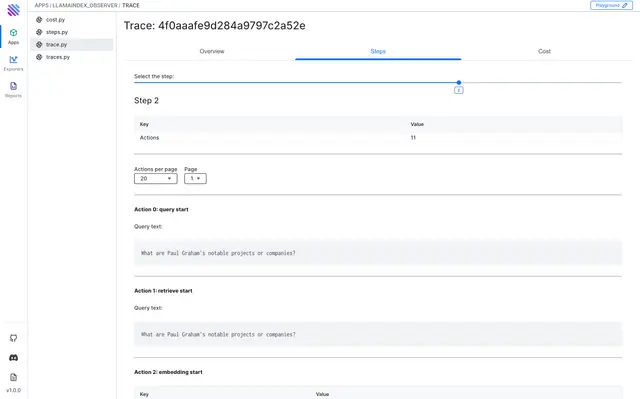 APPS / LLAMAINDEX_OBSERVER : TRACE
Playground
Apps
Explorers
Reports
v1.0.0
cost.py
steps.py
trace.py
traces.py
Trace: 4f0aaafe9d284a9797c2a52e
Overview Steps Cost
Select the step:
2
Step 2
Key Value
Actions 11
Actions per page Page
20 1
Action 0: query start
Query text:
What are Paul Graham's notable projects or companies?
Action 1: retrieve start
Query text:
What are Paul Graham's notable projects or companies?
Action 2: embedding start
Key Value